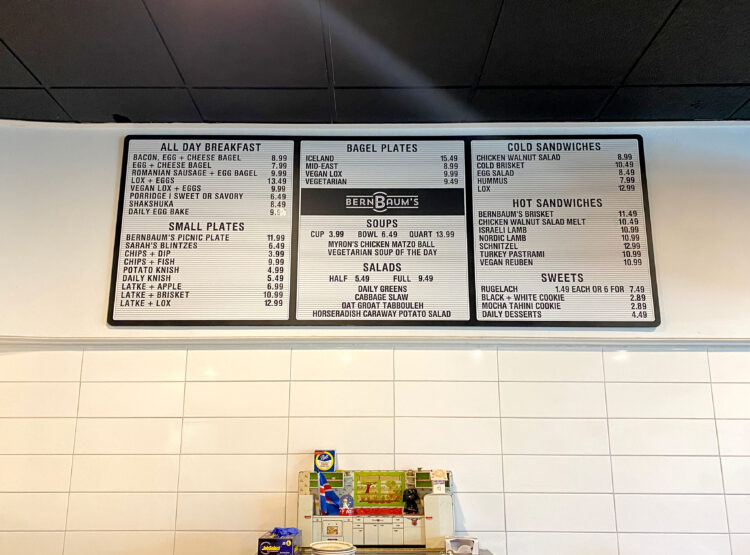 ALL DAY BREAKFAST
BACON, EGG + CHEESE BAGEL 8.99
EGG + CHEESE BAGEL 7.99
ROMANIAN SAUSAGE + EGG BAGEL 9.99
LOX + EGGS 13.49
VEGAN LOX + EGGS 9.99
PORRIDGE | SWEET OR SAVORY 6.49
SHAKSHUKA 8.49
DAILY EGG BAKE
SMALL PLATES
BERNBAUM'S PICNIC PLATE 11.99
SARAH'S BLINTZES 6.49
CHIPS + DIP 3.99
CHIPS + FISH 9.99
POTATO KNISH 4.99
DAILY KNISH 5.49
LATKE + APPLE 6.99
LATKE + BRISKET 10.99
LATKE + LOX 12.99
BAGEL PLATES
ICELAND 15.49
MID-EAST 8.99
VEGAN LOX 9.99
VEGETARIAN 9.49
BERNBAUM'S
SOUPS
CUP 3.99 BOWL 6.49 QUART 13.99
MYRON'S CHICKEN MATZO BALL
VEGETARIAN SOUP OF THE DAY
SALADS
HALF 5.49 FULL 9.49
DAILY GREENS
CABBAGE SLAW
OAT GROAT TABBOULEH
HORSERADISH CARAWAY POTATO SALAD
COLD SANDWICHES
CHICKEN WALNUT SALAD 8.99
COLD BRISKET 10.49
EGG SALAD 8.49
HUMMUS 7.99
LOX 12.99
HOT SANDWICHES
BERNBAUM'S BRISKET 11.49
CHICKEN WALNUT SALAD MELT 10.49
ISRAELI LAMB 10.99
NORDIC LAMB 10.99
SCHNITZEL 12.99
TURKEY PASTRAMI 10.99
VEGAN REUBEN 10.99
SWEETS
RUGELACH 1.49 EACH OR 6 FOR 7.49
BLACK + WHITE COOKIE 2.89
MOCHA TAHINI COOKIE 2.89
DAILY DESSERTS 4.49